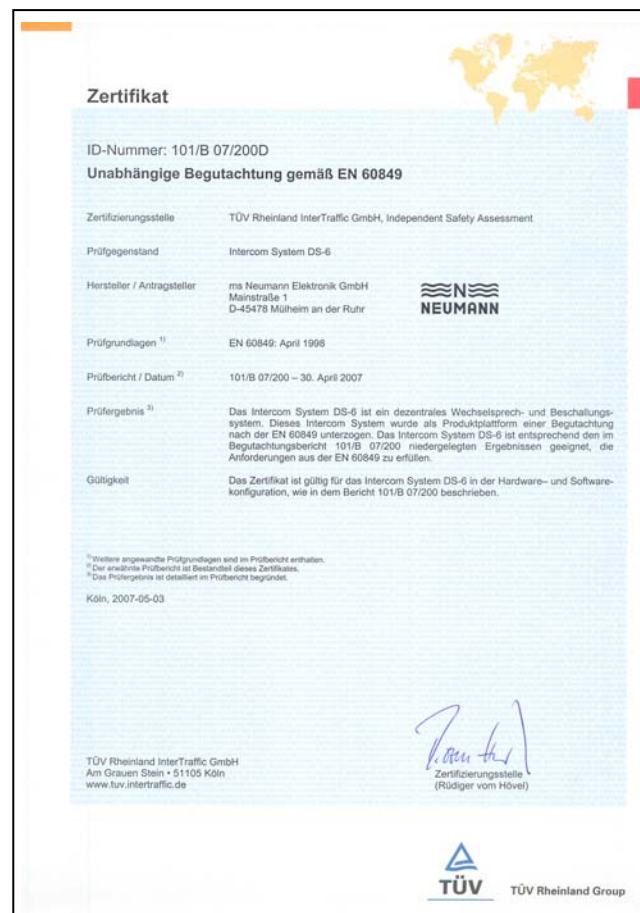 Zertifikat
ID-Nummer: 101/B 07/200D
Unabhängige Begutachtung gemäß EN 60849
Zertifizierungsstelle TÜV Rheinland InterTraffic GmbH, Independent Safety Assessment
Prüfgegenstand Intercom System DS-6
Hersteller / Antragsteller ms Neumann Elektronik GmbH
Mainstraße 1
D-45478 Mülheim an der Ruhr
N
NEUMANN
Prüfgrundlagen 1) EN 60849: April 1998
Prüfbericht / Datum 2) 101/B 07/200 – 30. April 2007
Prüfergebnis 3) Das Intercom System DS-6 ist ein dezentrales Wechselsprech- und Beschallungs-
system. Dieses Intercom System wurde als Produktplattform einer Begutachtung
nach der EN 60849 unterzogen. Das Intercom System DS-6 ist entsprechend den im
Begutachtungsbericht 101/B 07/200 niedergelegten Ergebnissen geeignet, die
Anforderungen aus der EN 60849 zu erfüllen.
Gültigkeit Das Zertifikat ist gültig für das Intercom System DS-6 in der Hardware– und Software-
konfiguration, wie in dem Bericht 101/B 07/200 beschrieben.
1) Weitere angewandte Prüfgrundlagen sind im Prüfbericht enthalten.
2) Der erwähnte Prüfbericht ist Bestandteil dieses Zertifikates.
3) Das Prüfergebnis ist detailliert im Prüfbericht begründet.
Köln, 2007-05-03
TÜV Rheinland InterTraffic GmbH
Am Grauen Stein • 51105 Köln
www.tuv.intertraffic.de
Zertifizierungsstelle
(Rüdiger vom Hövel)
TÜV
TÜV Rheinland Group